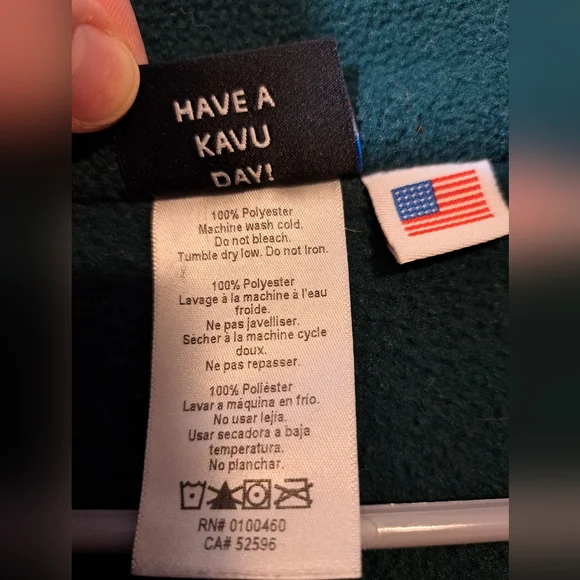 HAVE A
KAVU
DAY!
100% Polyester
Machine wash cold.
Do not bleach.
Tumble dry low. Do not Iron.
100% Polyester
Lavage à la machine à l'eau
froide.
Ne pas javelliser.
Sécher à la machine cycle
doux.
Ne pas repasser.
100% Poliéster
Lavar a máquina en frío.
No usar lejía.
Usar secadora a baja
temperatura.
No planchar.
RN# 0100460
CA# 52596